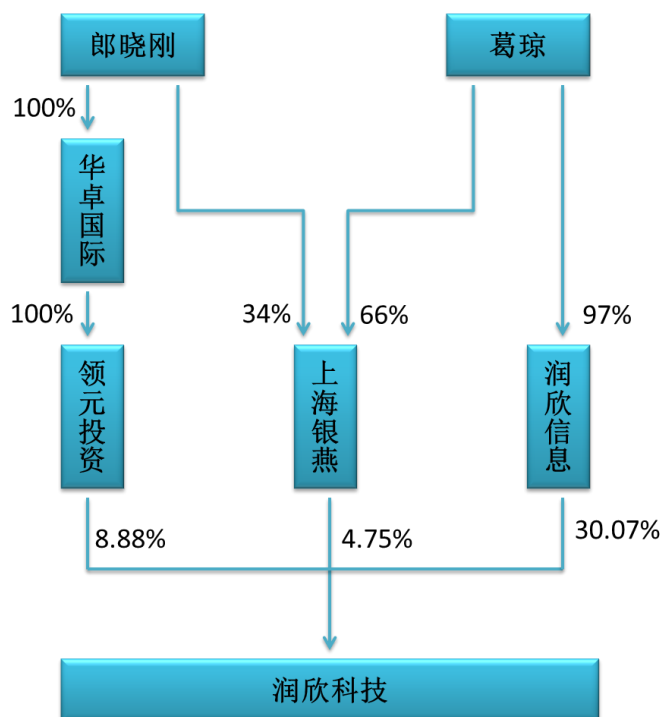 郎晓刚
葛琼
100%
华卓国际
100%
34%
66%
97%
领元投资
上海银燕
润欣信息
8.88%
4.75%
30.07%
润欣科技